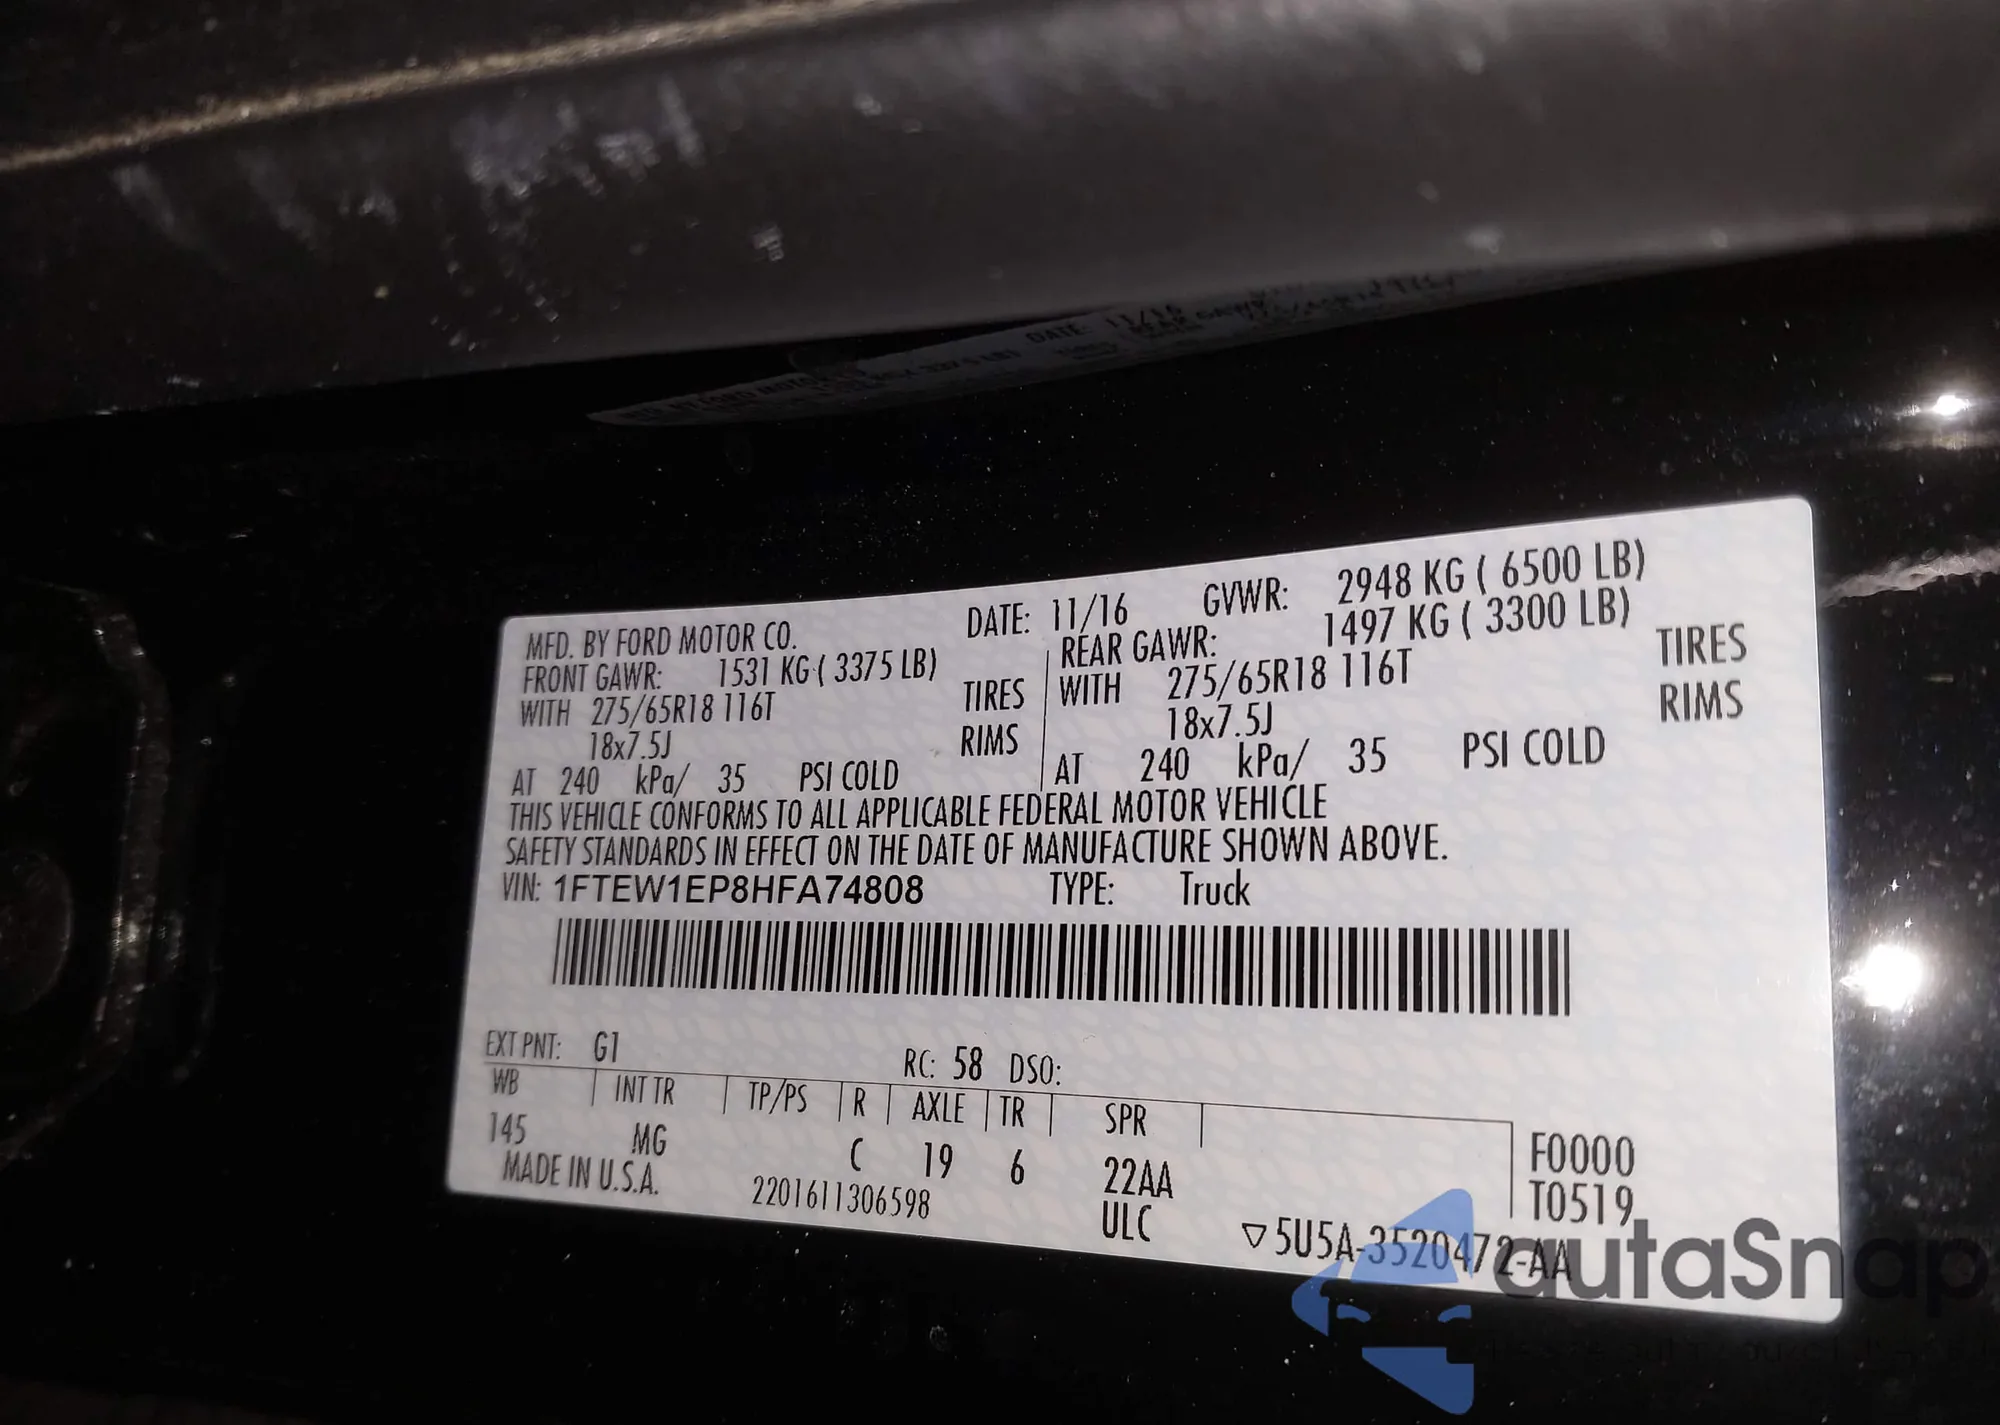 MFD. BY FORD MOTOR CO. DATE: 11/16 GVWR: 2948 KG ( 6500 LB)
FRONT GAWR: 1531 KG ( 3375 LB) REAR GAWR: 1497 KG ( 3300 LB)
WITH 275/65R18 116T TIRES WITH 275/65R18 116T TIRES
18x7.5J RIMS 18x7.5J RIMS
AT 240 kPa/ 35 PSI COLD AT 240 kPa/ 35 PSI COLD
THIS VEHICLE CONFORMS TO ALL APPLICABLE FEDERAL MOTOR VEHICLE
SAFETY STANDARDS IN EFFECT ON THE DATE OF MANUFACTURE SHOWN ABOVE.
VIN: 1FTEW1EP8HFA74808 TYPE: Truck
EXT PNT: G1 RC: 58 DSO:
WB INT TR TP/PS R AXLE TR SPR
145 MG C 19 6 22AA F0000
MADE IN U.S.A. 2201611306598 ULC T0519
▽5U5A-3520472-AA
autaSnap